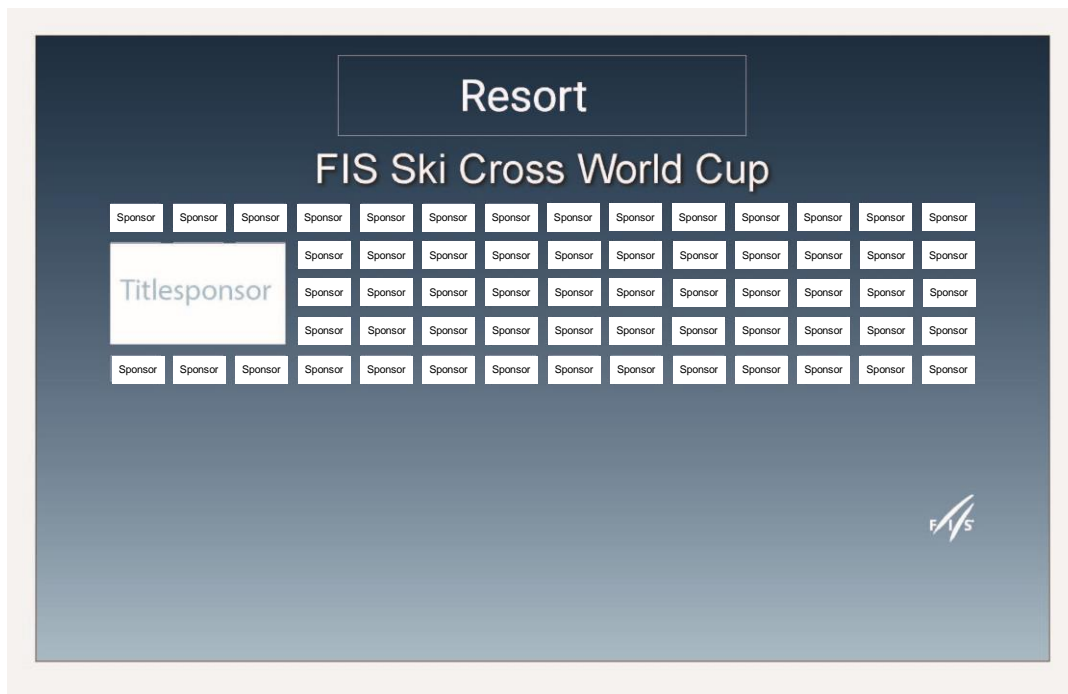 Resort
FIS Ski Cross World Cup
Sponsor Sponsor Sponsor Sponsor Sponsor Sponsor Sponsor Sponsor Sponsor Sponsor Sponsor Sponsor Sponsor Sponsor
Sponsor Sponsor Sponsor Sponsor Sponsor Sponsor Sponsor Sponsor Sponsor Sponsor Sponsor
Titlesponsor Sponsor Sponsor Sponsor Sponsor Sponsor Sponsor Sponsor Sponsor Sponsor Sponsor Sponsor
Sponsor Sponsor Sponsor Sponsor Sponsor Sponsor Sponsor Sponsor Sponsor Sponsor Sponsor
Sponsor Sponsor Sponsor Sponsor Sponsor Sponsor Sponsor Sponsor Sponsor Sponsor Sponsor Sponsor Sponsor Sponsor
FIS